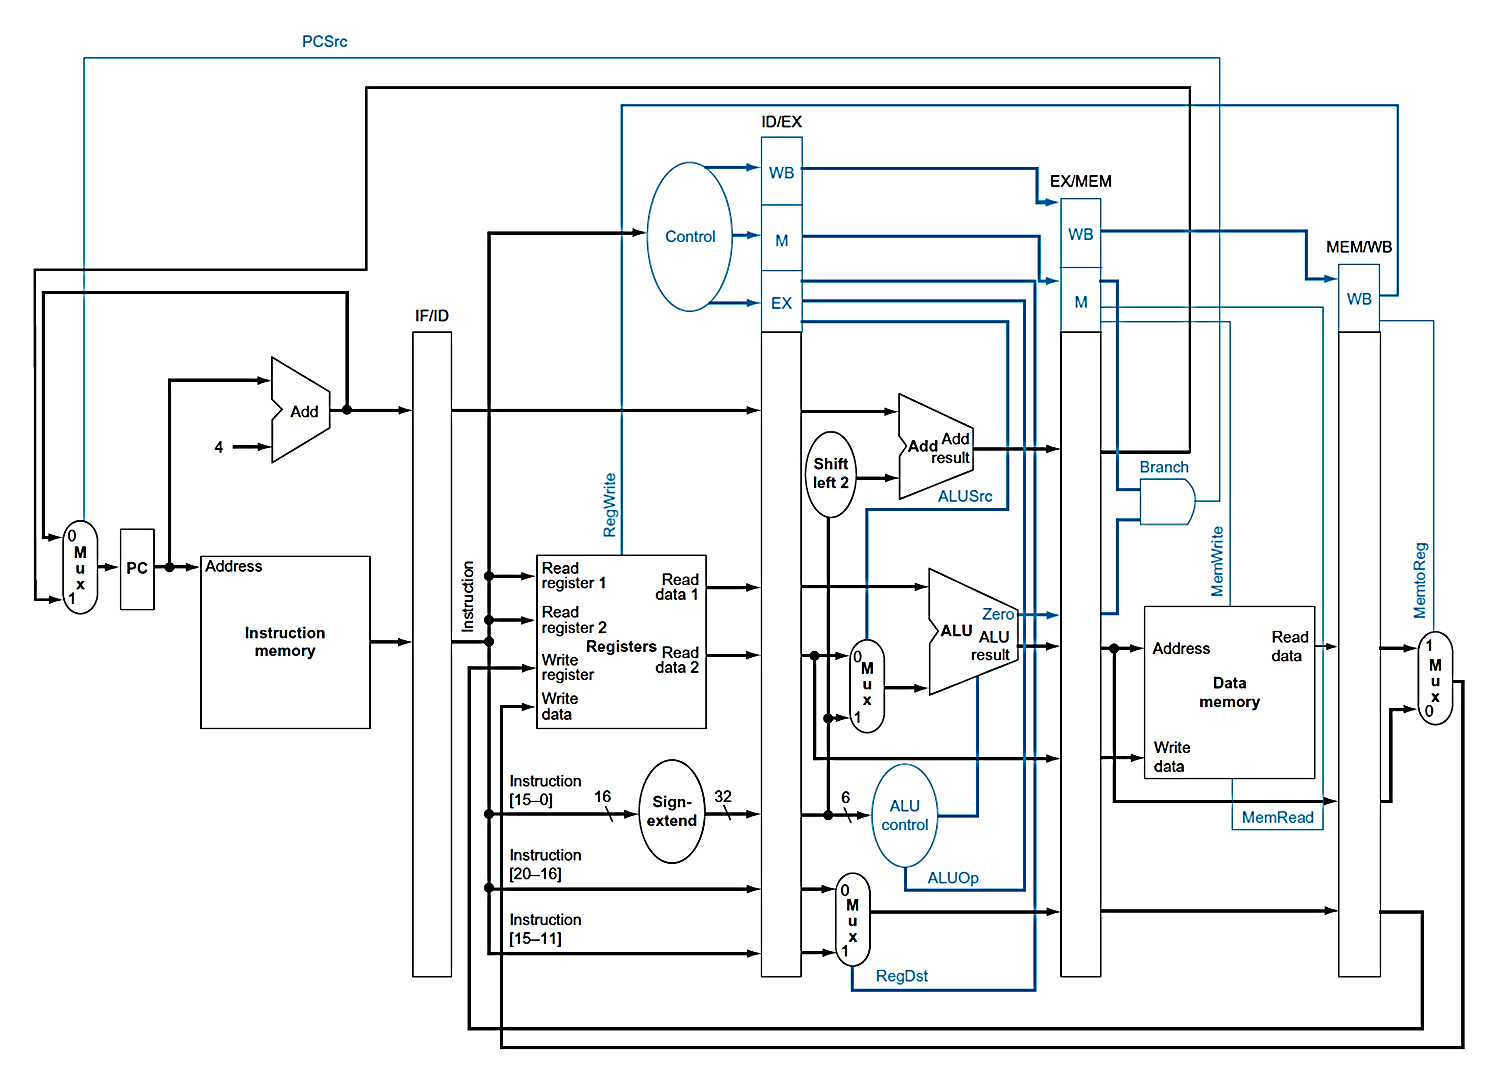 PCSrc
ID/EX
WB
EX/MEM
Control
M
WB
MEM/WB
EX
M
WB
IF/ID
Add
4
Add
Add
result
Shift
left 2
Branch
ALUSrc
RegWrite
MemWrite
MemtoReg
0
M
u
x
1
PC
Address
Instruction
memory
Instruction
Read
register 1
Read
data 1
Read
register 2
Registers
Write
register
Read
data 2
Write
data
Zero
ALU
ALU
result
0
M
u
x
1
Address
Read
data
Data
memory
Write
data
1
M
u
x
0
Instruction
[15–0]
16
Sign-
extend
32
6
ALU
control
MemRead
Instruction
[20–16]
ALUOp
0
M
u
x
1
Instruction
[15–11]
RegDst